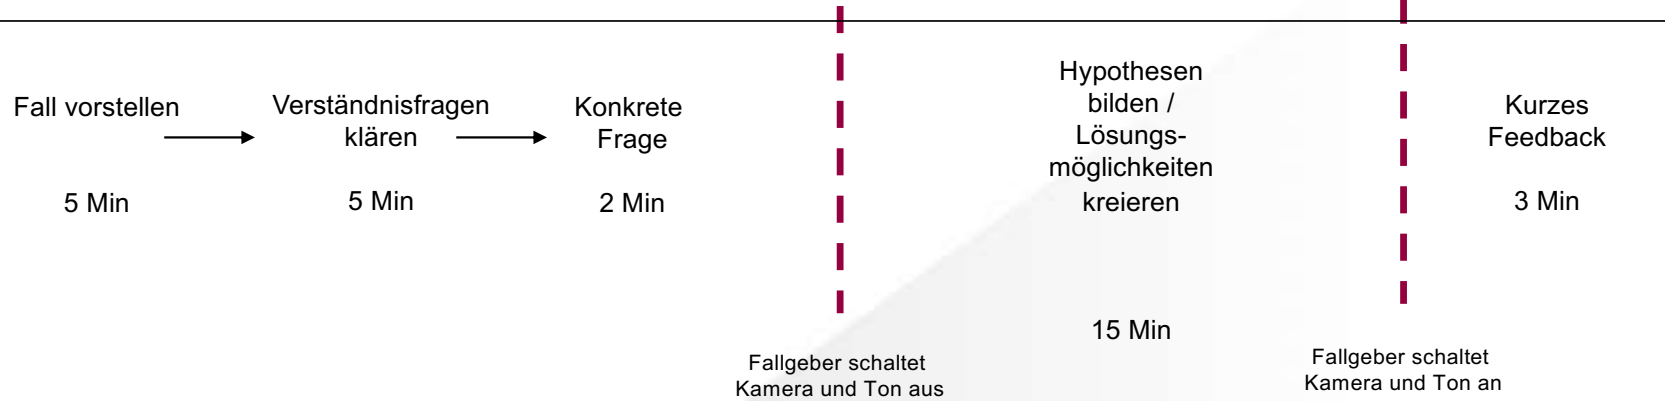 Fall vorstellen
5 Min
Verständnisfragen
klären
5 Min
Konkrete
Frage
2 Min
Fallgeber schaltet
Kamera und Ton aus
Hypothesen
bilden /
Lösungs-
möglichkeiten
kreieren
15 Min
Fallgeber schaltet
Kamera und Ton an
Kurzes
Feedback
3 Min